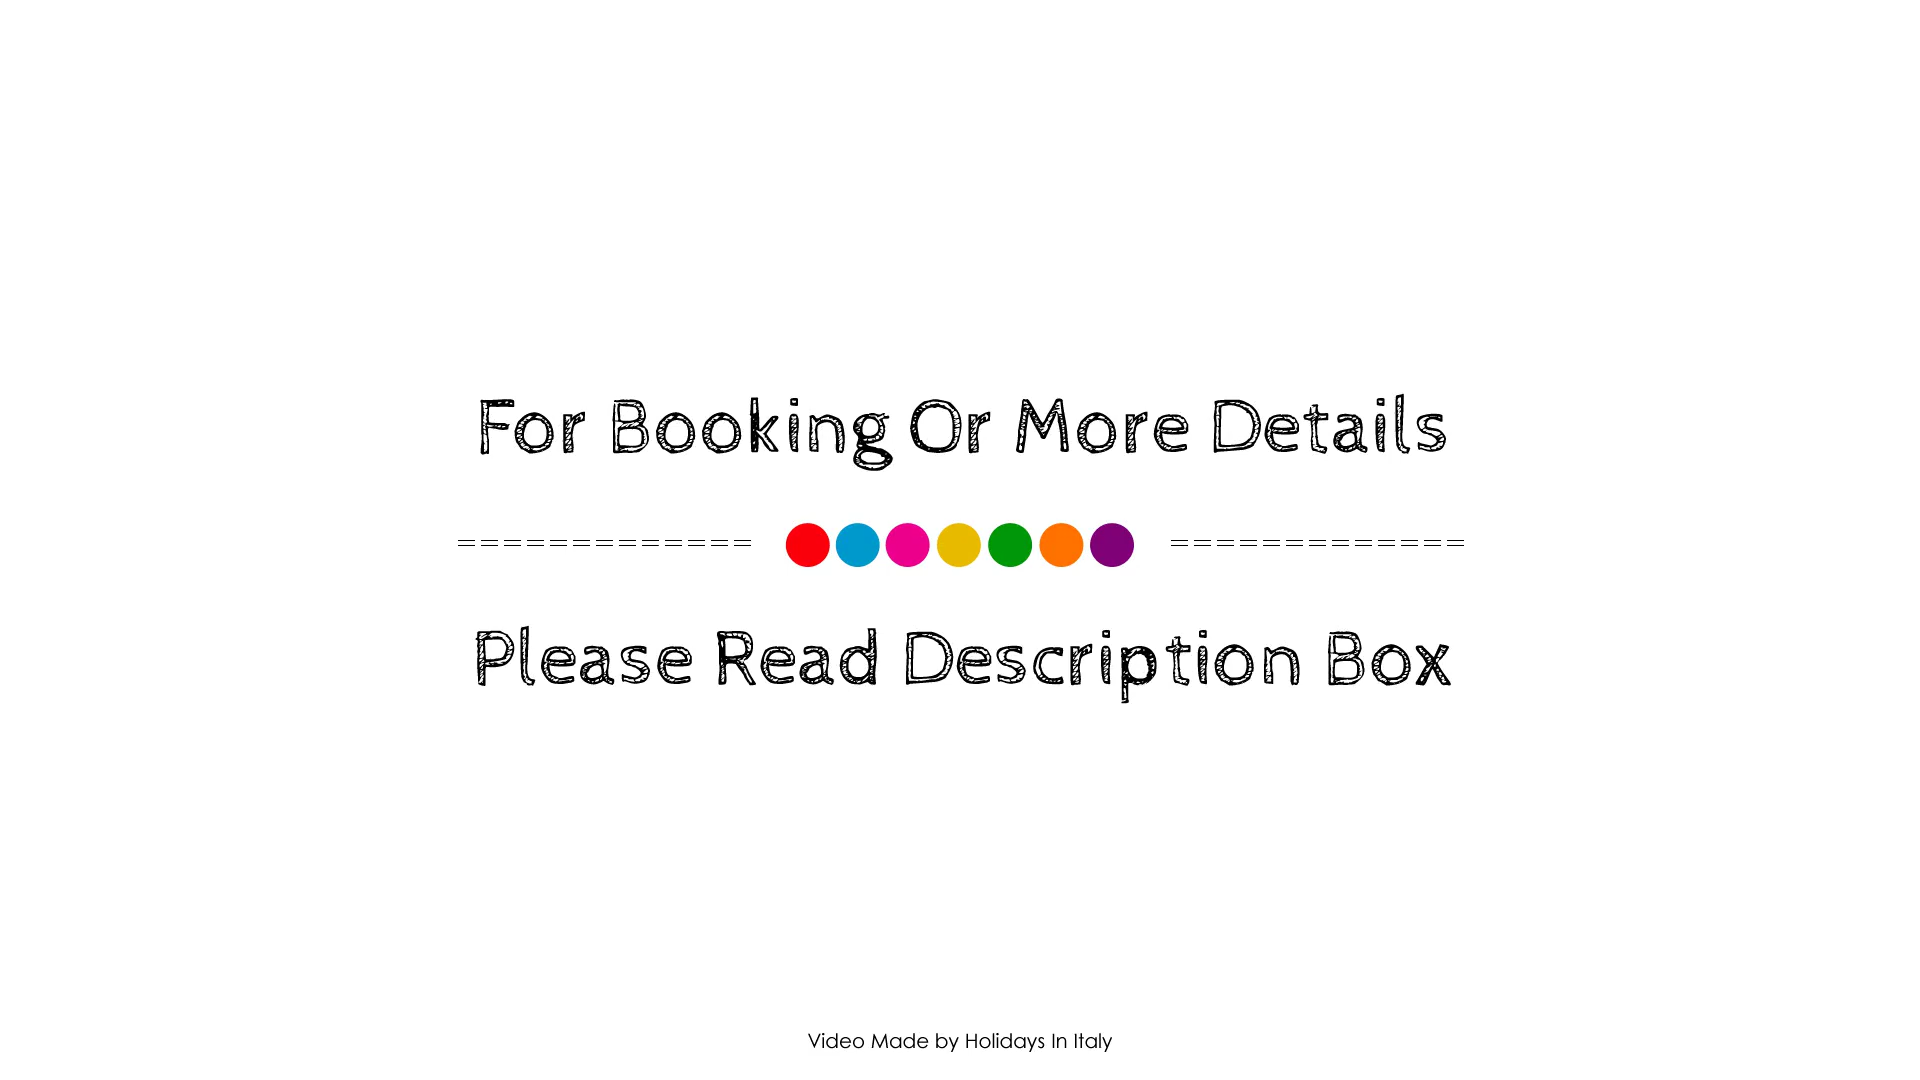 For Booking Or More Details
============= =============
Please Read Description Box
Video Made by Holidays In Italy